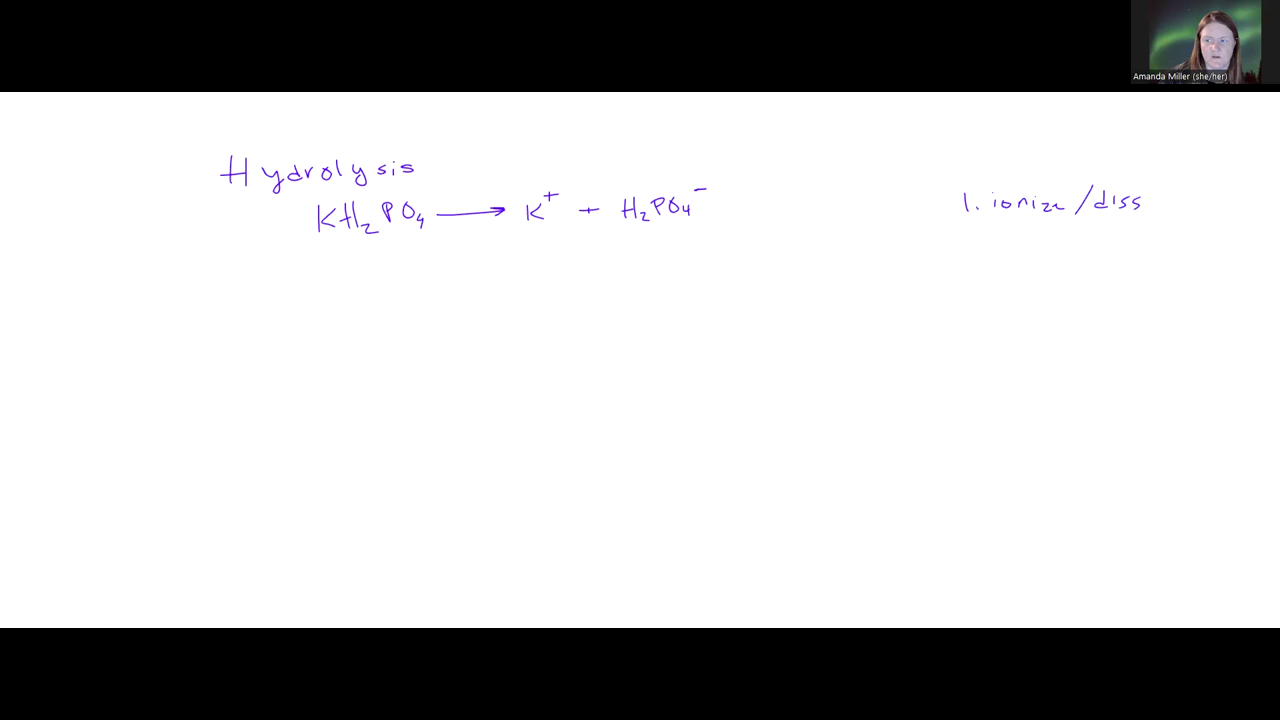 Amanda Miller (she/her)
Hydrolysis
KH₂PO₄ ⟶ K⁺ + H₂PO₄⁻
1. ionize/diss